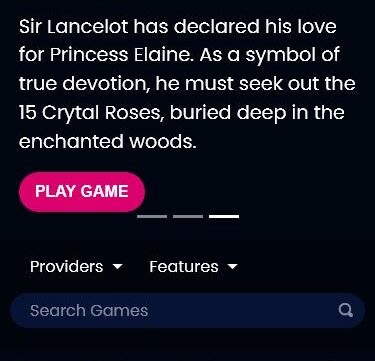 Sir Lancelot has declared his love
for Princess Elaine. As a symbol of
true devotion, he must seek out the
15 Crytal Roses, buried deep in the
enchanted woods.
PLAY GAME
Providers Features
Search Games